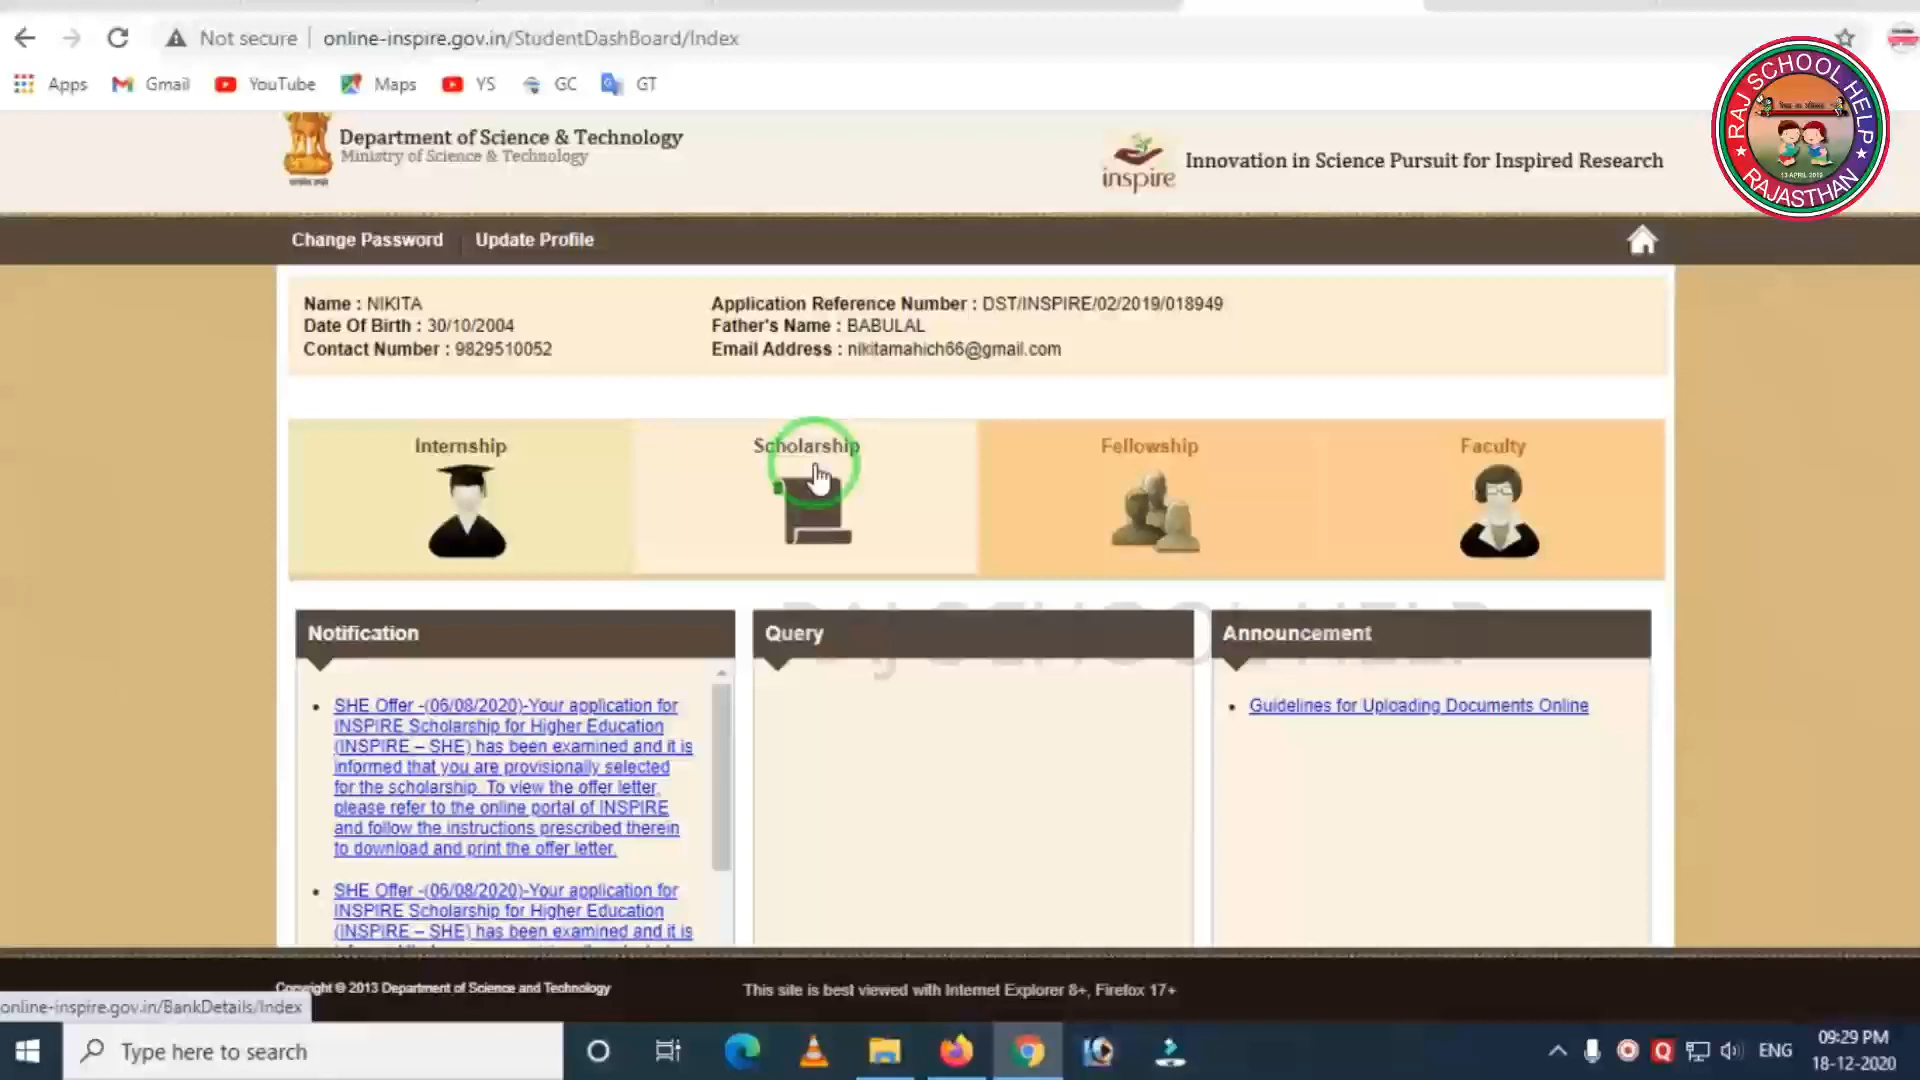 Not secure | online-inspire.gov.in/StudentDashBoard/Index
Apps Gmail YouTube Maps YS GC GT
RAJ SCHOOL HELP
13 APRIL 2019
RAJASTHAN
Department of Science & Technology
Ministry of Science & Technology
inspire
Innovation in Science Pursuit for Inspired Research
Change Password Update Profile
Name : NIKITA Application Reference Number : DST/INSPIRE/02/2019/018949
Date Of Birth : 30/10/2004 Father's Name : BABULAL
Contact Number : 9829510052 Email Address : nikitamahich66@gmail.com
Internship Scholarship Fellowship Faculty
RAJ SCHOOL HELP
Notification Query Announcement
SHE Offer -(06/08/2020)-Your application for
INSPIRE Scholarship for Higher Education
(INSPIRE – SHE) has been examined and it is
informed that you are provisionally selected
for the scholarship. To view the offer letter,
please refer to the online portal of INSPIRE
and follow the instructions prescribed therein
to download and print the offer letter.
SHE Offer -(06/08/2020)-Your application for
INSPIRE Scholarship for Higher Education
(INSPIRE – SHE) has been examined and it is
Guidelines for Uploading Documents Online
Copyright © 2013 Department of Science and Technology
This site is best viewed with Internet Explorer 8+, Firefox 17+
online-inspire.gov.in/BankDetails/Index
Type here to search
ENG
09:29 PM
18-12-2020